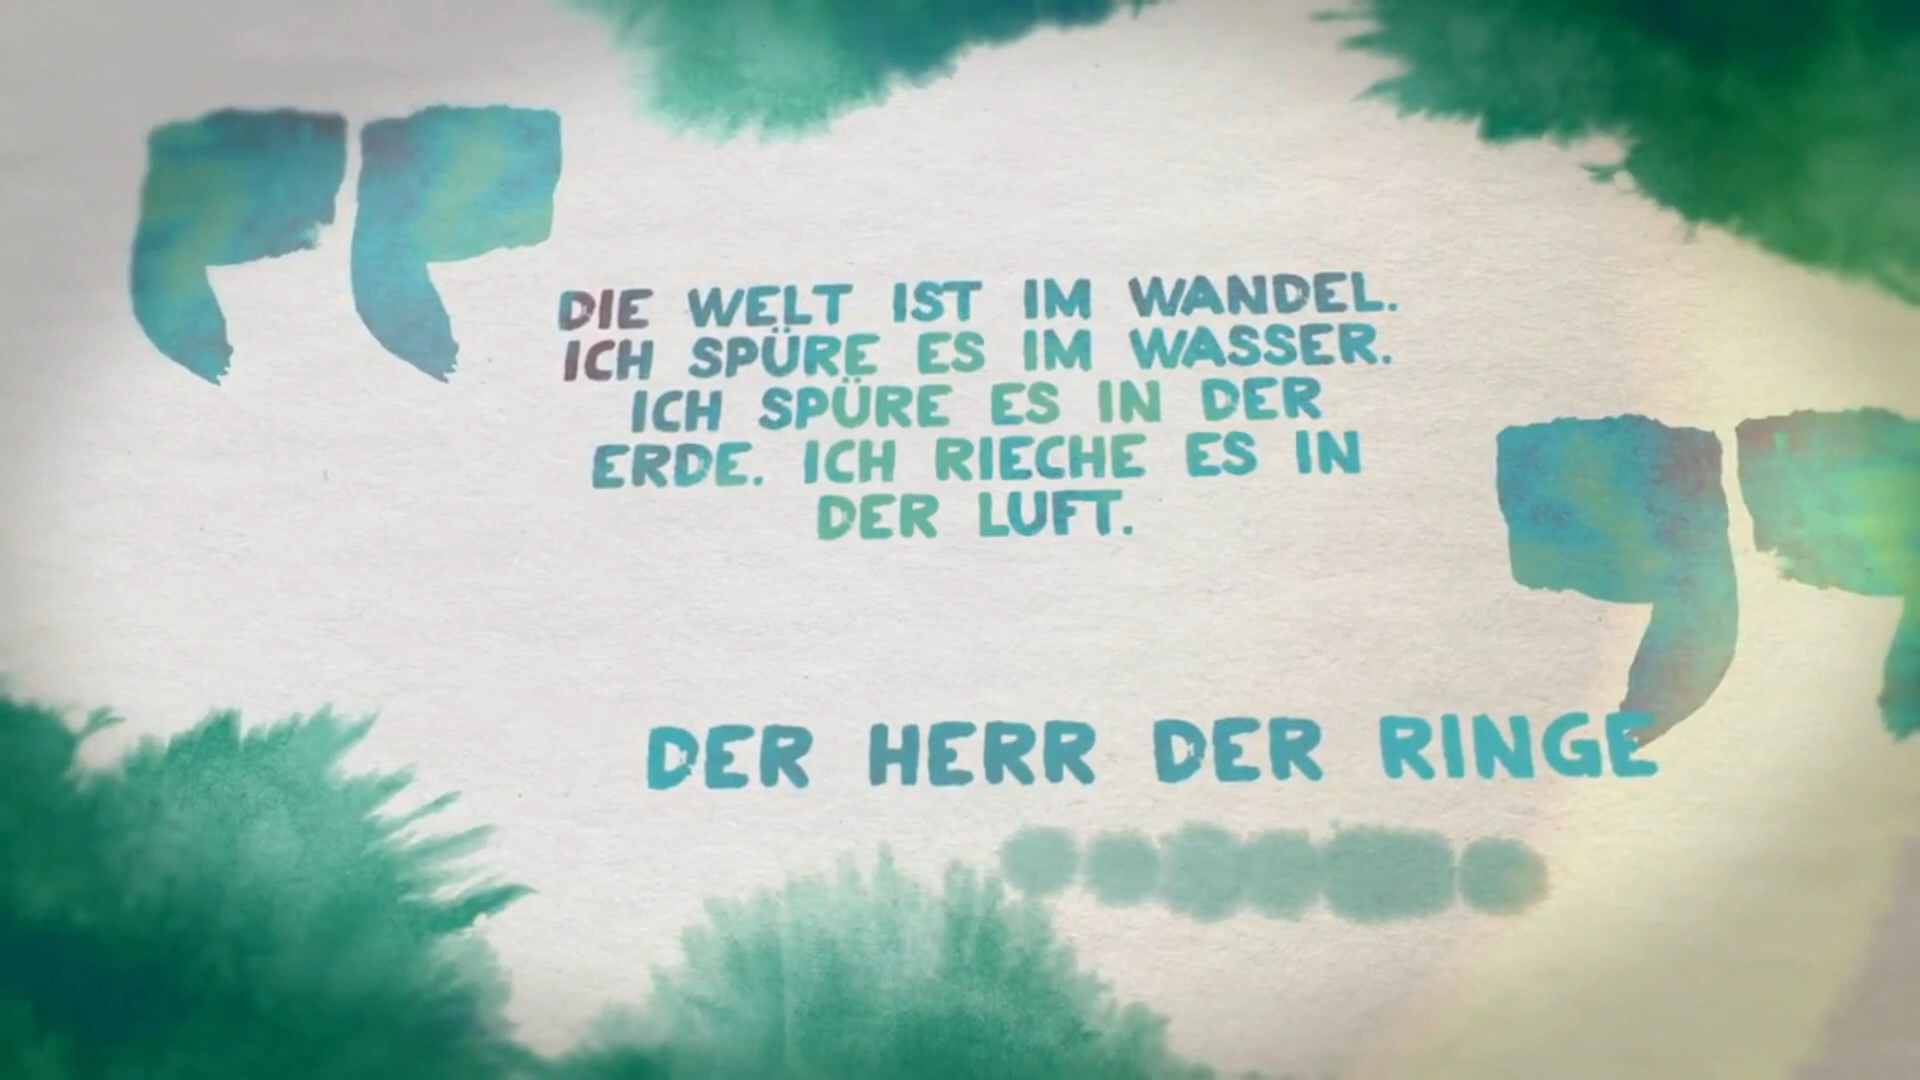 DIE WELT IST IM WANDEL.
ICH SPÜRE ES IM WASSER.
ICH SPÜRE ES IN DER
ERDE. ICH RIECHE ES IN
DER LUFT.
DER HERR DER RINGE